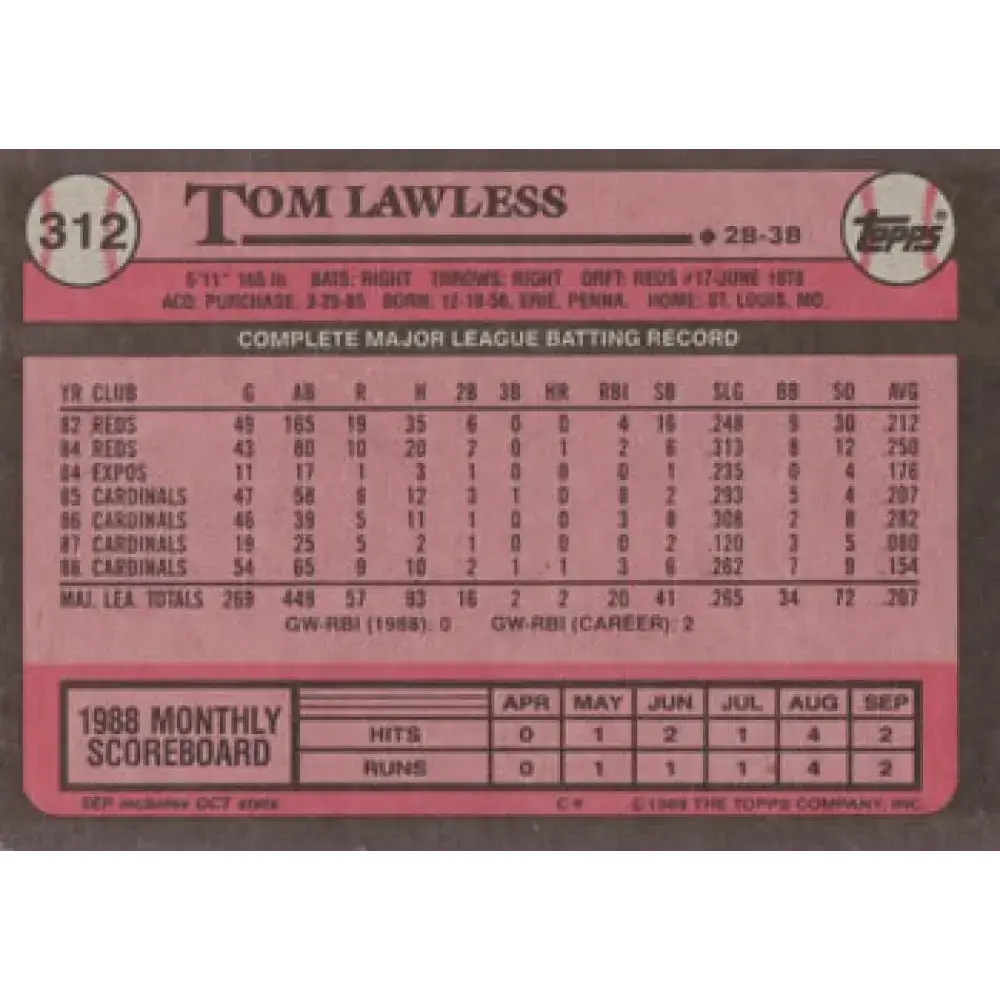 312
TOM LAWLESS
2B-3B
TOPPS®
5'11" 165 lb BATS: RIGHT THROWS: RIGHT DRFT: REDS #17-JUNE 1978
ACQ: PURCHASE, 3-25-85 BORN: 12-19-56, ERIE, PENNA. HOME: ST. LOUIS, MO.
COMPLETE MAJOR LEAGUE BATTING RECORD
YR CLUB G AB R H 2B 3B HR RBI SB SLG BB SO AVG
82 REDS 49 165 19 35 6 0 0 4 16 .248 9 30 .212
84 REDS 43 80 10 20 2 0 1 2 6 .313 8 12 .250
84 EXPOS 11 17 1 3 1 0 0 0 1 .235 0 4 .176
85 CARDINALS 47 58 8 12 3 1 0 8 2 .293 5 4 .207
86 CARDINALS 46 39 5 11 1 0 0 3 8 .308 2 8 .282
87 CARDINALS 19 25 5 2 1 0 0 0 2 .120 3 5 .080
88 CARDINALS 54 65 9 10 2 1 1 3 6 .262 7 9 .154
MAJ. LEA. TOTALS 269 449 57 93 16 2 2 20 41 .265 34 72 .207
GW-RBI (1988): 0 GW-RBI (CAREER): 2
1988 MONTHLY
SCOREBOARD
APR MAY JUN JUL AUG SEP
HITS 0 1 2 1 4 2
RUNS 0 1 1 1 4 2
SEP includes OCT stats C* ©1989 THE TOPPS COMPANY, INC.